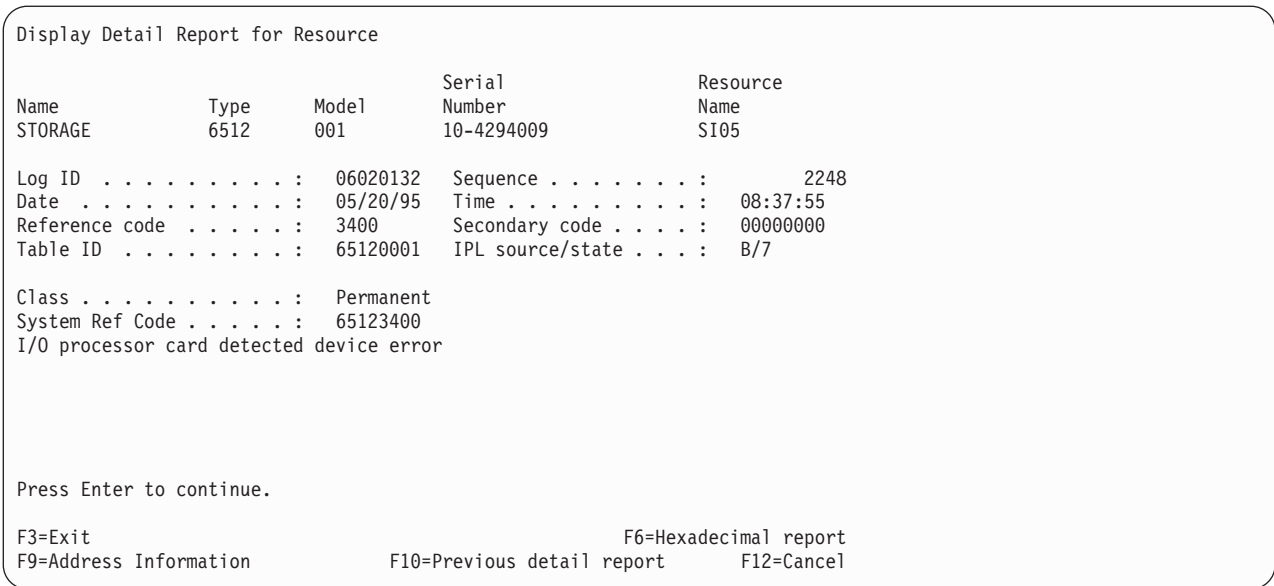 Display Detail Report for Resource
Serial Resource
Name Type Model Number Name
STORAGE 6512 001 10-4294009 SI05
Log ID . . . . . . . . . : 06020132 Sequence . . . . . . . : 2248
Date . . . . . . . . . . : 05/20/95 Time . . . . . . . . . : 08:37:55
Reference code . . . . . : 3400 Secondary code . . . . : 00000000
Table ID . . . . . . . . : 65120001 IPL source/state . . . : B/7
Class . . . . . . . . . . : Permanent
System Ref Code . . . . . : 65123400
I/O processor card detected device error
Press Enter to continue.
F3=Exit F6=Hexadecimal report
F9=Address Information F10=Previous detail report F12=Cancel